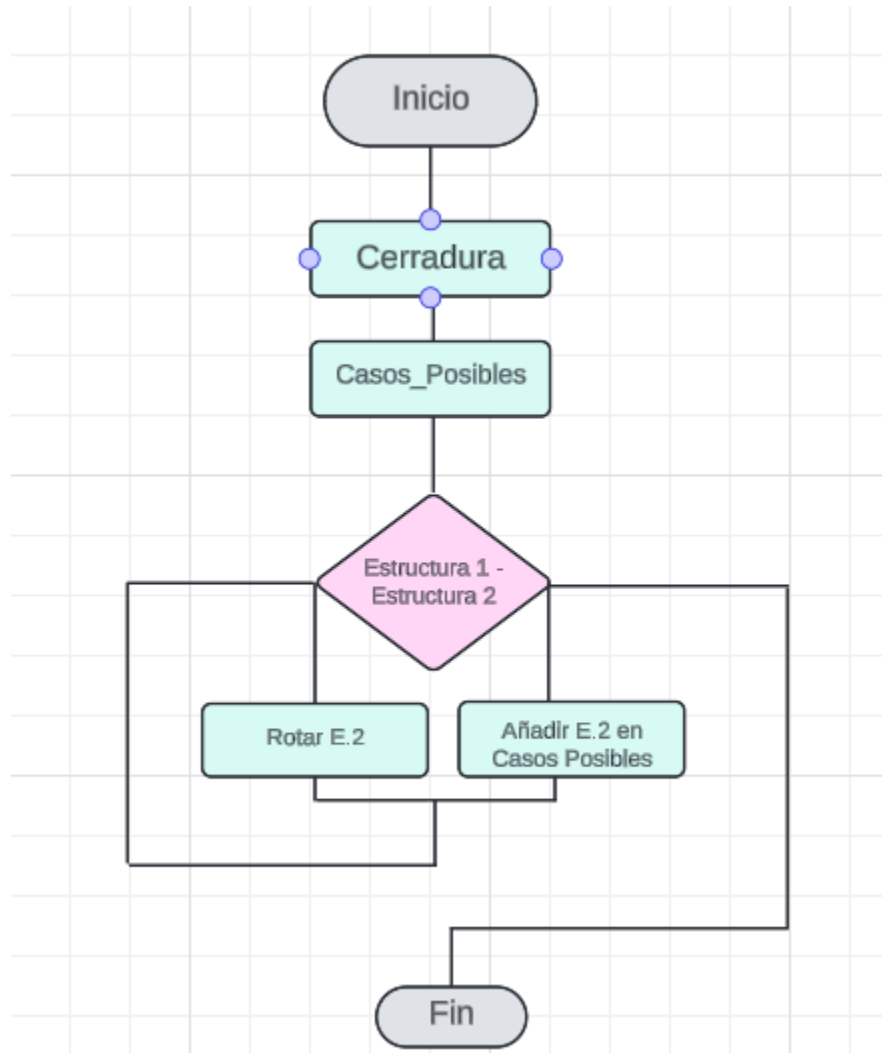 Inicio
Cerradura
Casos_Posibles
Estructura 1 -
Estructura 2
Rotar E.2
Añadir E.2 en
Casos Posibles
Fin